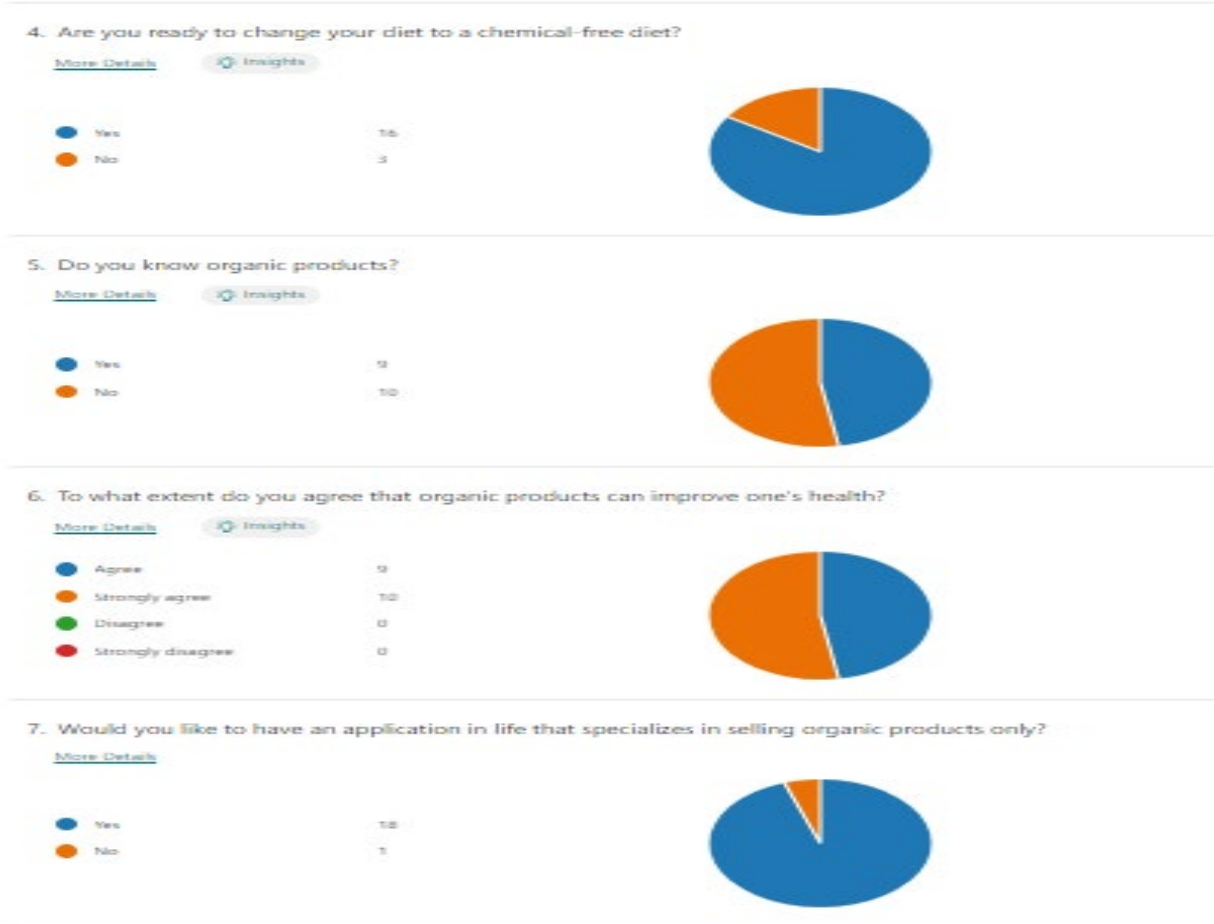 4. Are you ready to change your diet to a chemical-free diet?
More Details Insights
Yes 16
No 3
5. Do you know organic products?
More Details Insights
Yes 9
No 10
6. To what extent do you agree that organic products can improve one's health?
More Details Insights
Agree 9
Strongly agree 10
Disagree 0
Strongly disagree 0
7. Would you like to have an application in life that specializes in selling organic products only?
More Details
Yes 18
No 1